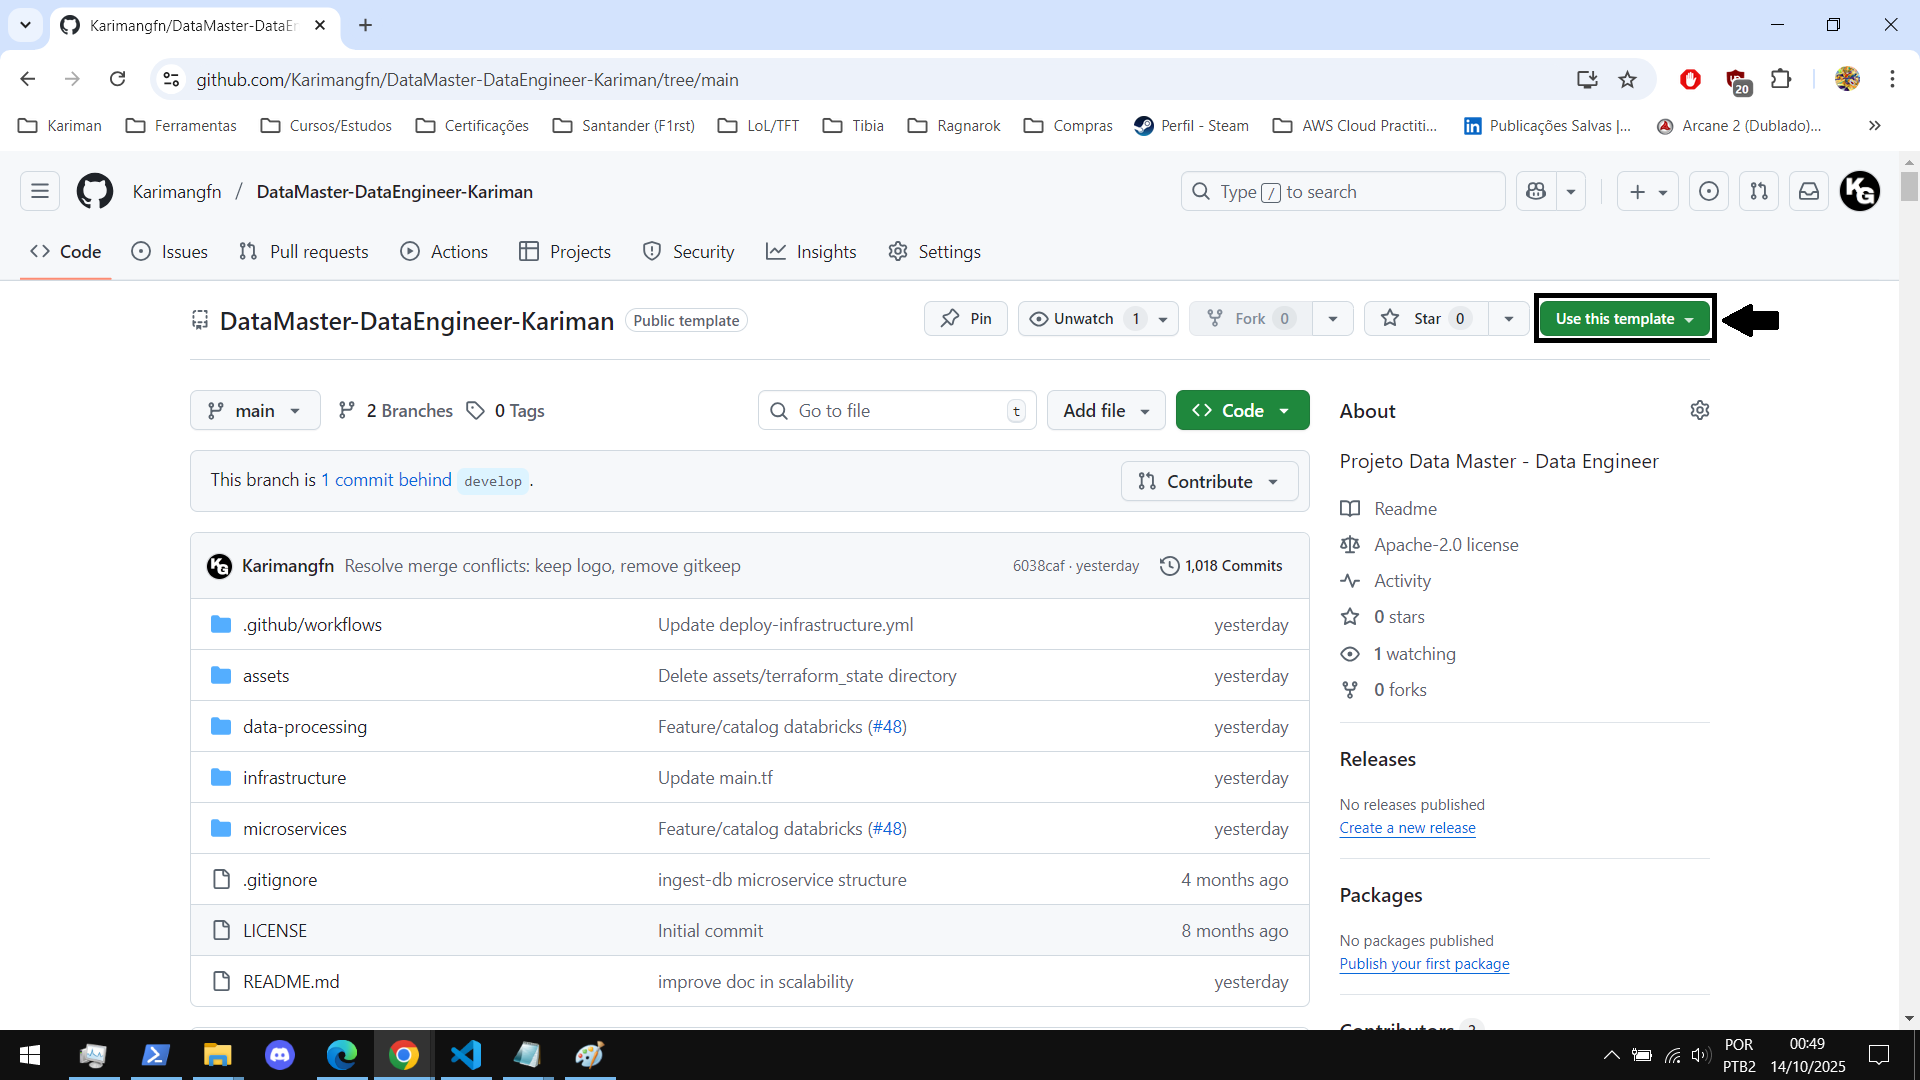 Karimangfn/DataMaster-DataEn
github.com/Karimangfn/DataMaster-DataEngineer-Kariman/tree/main
20
Kariman
Ferramentas
Cursos/Estudos
Certificações
Santander (F1rst)
LoL/TFT
Tibia
Ragnarok
Compras
Perfil - Steam
AWS Cloud Practiti...
Publicações Salvas |...
Arcane 2 (Dublado)...
Karimangfn / DataMaster-DataEngineer-Kariman
Type / to search
KG
Code
Issues
Pull requests
Actions
Projects
Security
Insights
Settings
DataMaster-DataEngineer-Kariman
Public template
Pin
Unwatch 1
Fork 0
Star 0
Use this template
main
2 Branches
0 Tags
Go to file
t
Add file
Code
This branch is 1 commit behind develop .
Contribute
KG
Karimangfn Resolve merge conflicts: keep logo, remove gitkeep
6038caf · yesterday
1,018 Commits
.github/workflows Update deploy-infrastructure.yml yesterday
assets Delete assets/terraform_state directory yesterday
data-processing Feature/catalog databricks (#48) yesterday
infrastructure Update main.tf yesterday
microservices Feature/catalog databricks (#48) yesterday
.gitignore ingest-db microservice structure 4 months ago
LICENSE Initial commit 8 months ago
README.md improve doc in scalability yesterday
About
Projeto Data Master - Data Engineer
Readme
Apache-2.0 license
Activity
0 stars
1 watching
0 forks
Releases
No releases published
Create a new release
Packages
No packages published
Publish your first package
Contributors
POR
PTB2
00:49
14/10/2025